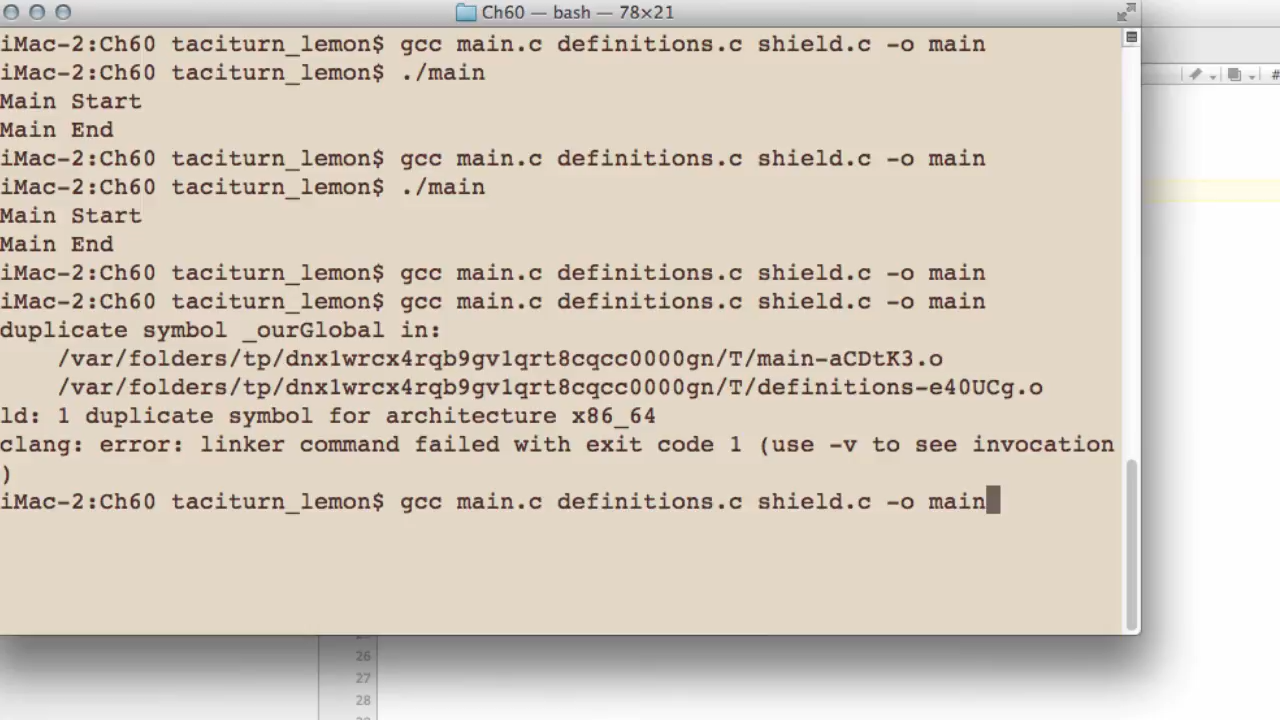 Ch60 — bash — 78×21
iMac-2:Ch60 taciturn_lemon$ gcc main.c definitions.c shield.c -o main
iMac-2:Ch60 taciturn_lemon$ ./main
Main Start
Main End
iMac-2:Ch60 taciturn_lemon$ gcc main.c definitions.c shield.c -o main
iMac-2:Ch60 taciturn_lemon$ ./main
Main Start
Main End
iMac-2:Ch60 taciturn_lemon$ gcc main.c definitions.c shield.c -o main
iMac-2:Ch60 taciturn_lemon$ gcc main.c definitions.c shield.c -o main
duplicate symbol _ourGlobal in:
/var/folders/tp/dnx1wrcx4rqb9gv1qrt8cqcc0000gn/T/main-aCDtK3.o
/var/folders/tp/dnx1wrcx4rqb9gv1qrt8cqcc0000gn/T/definitions-e40UCg.o
ld: 1 duplicate symbol for architecture x86_64
clang: error: linker command failed with exit code 1 (use -v to see invocation
)
iMac-2:Ch60 taciturn_lemon$ gcc main.c definitions.c shield.c -o main
#
26
27
28